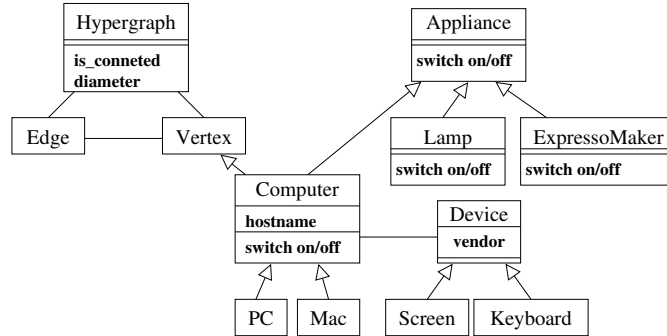 Hypergraph
is_conneted
diameter
Appliance
switch on/off
Edge
Vertex
Lamp
switch on/off
ExpressoMaker
switch on/off
Computer
hostname
switch on/off
Device
vendor
PC
Mac
Screen
Keyboard